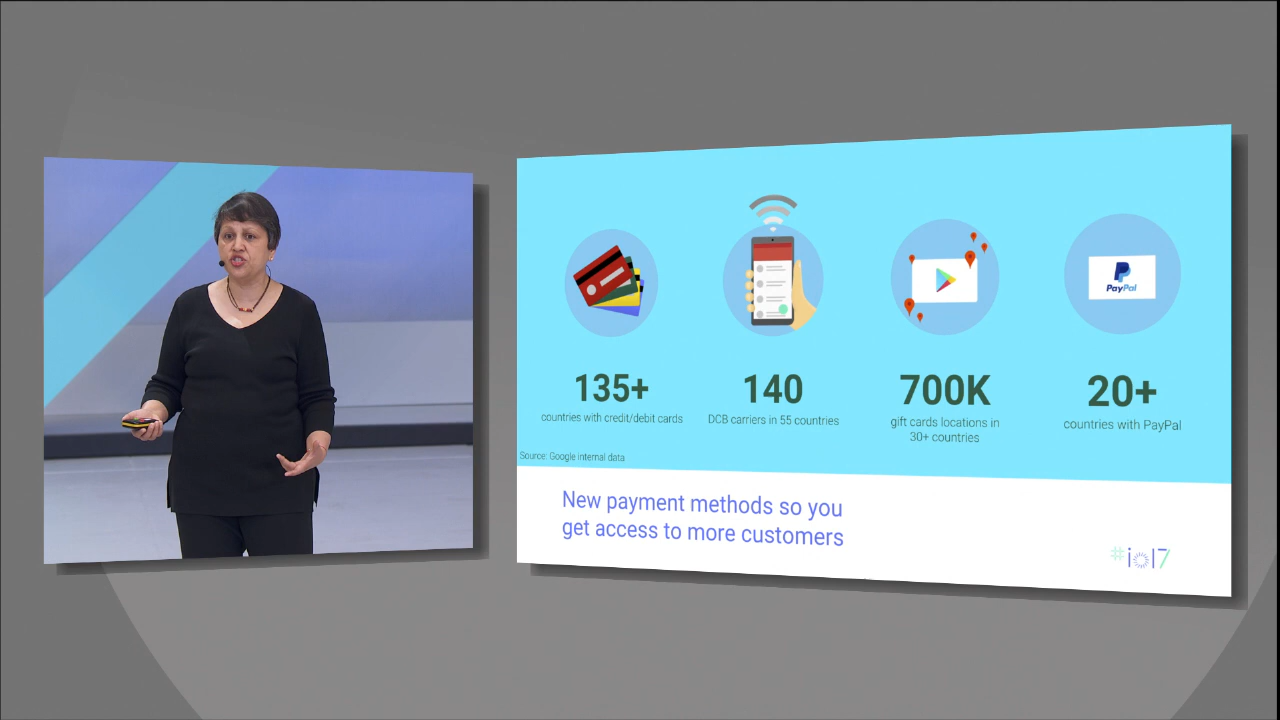 PayPal
135+
countries with credit/debit cards
140
DCB carriers in 55 countries
700K
gift cards locations in
30+ countries
20+
countries with PayPal
Source: Google internal data
New payment methods so you
get access to more customers
#io17